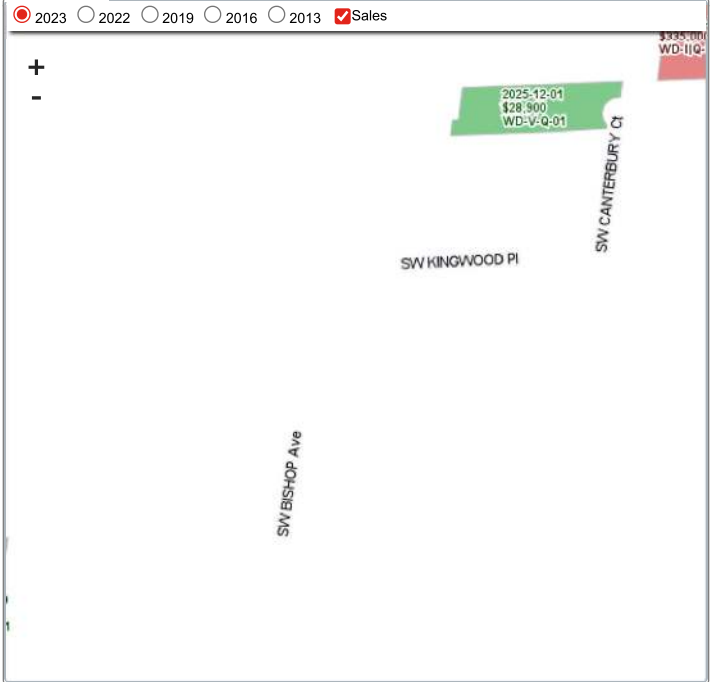 2023 2022 2019 2016 2013 Sales
+
-
WD-I|Q-
2025-12-01
$28,900
WD-V-Q-01
SW CANTERBURY Ct
SW KINGWOOD Pl
SW BISHOP Ave